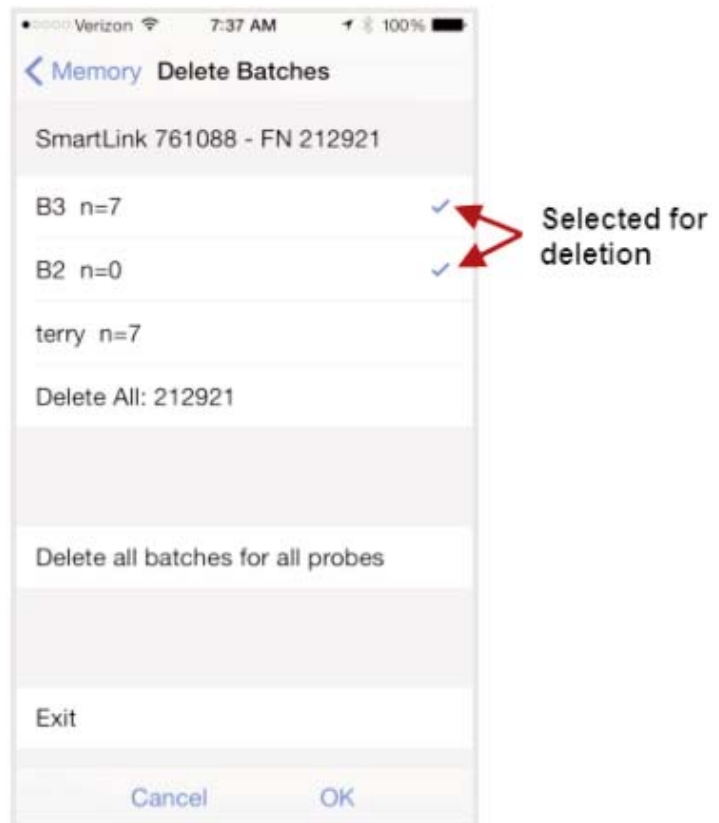 Verizon 7:37 AM 100%
Memory Delete Batches
SmartLink 761088 - FN 212921
B3 n=7
B2 n=0
Selected for
deletion
terry n=7
Delete All: 212921
Delete all batches for all probes
Exit
Cancel OK